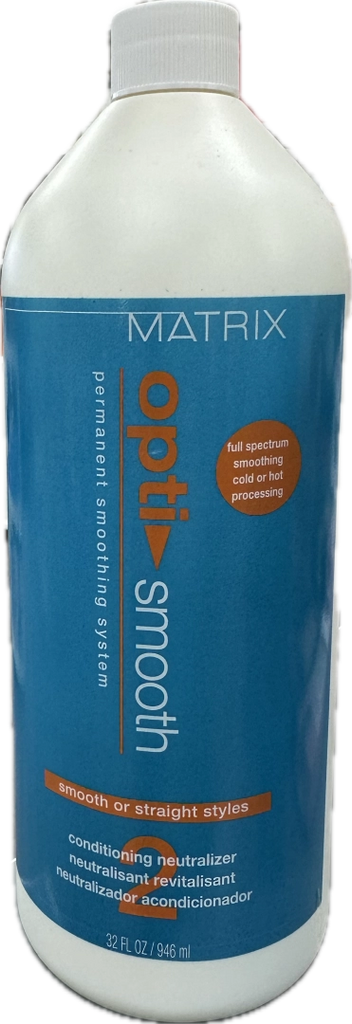 MATRIX
opti smooth
permanent smoothing system
full spectrum
smoothing
cold or hot
processing
smooth or straight styles
2
conditioning neutralizer
neutralisant revitalisant
neutralizador acondicionador
32 FL OZ / 946 ml